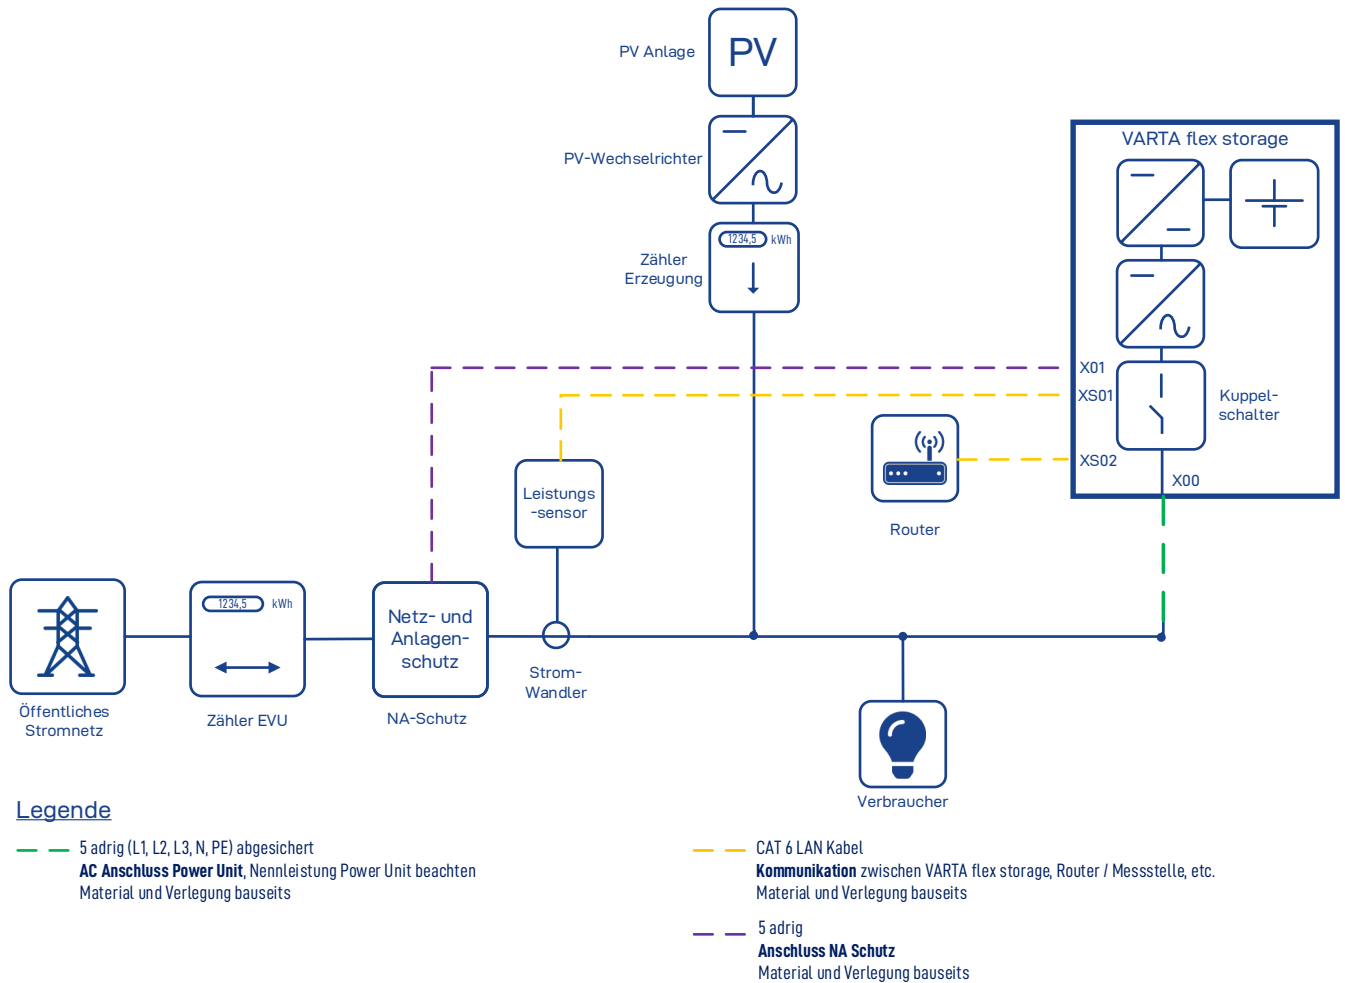 PV Anlage
PV
PV-Wechselrichter
1234,5 kWh
Zähler
Erzeugung
VARTA flex storage
X01
XS01
XS02
X00
Kuppel-
schalter
Router
Leistungs
-sensor
1234,5 kWh
Netz- und
Anlagen-
schutz
Öffentliches
Stromnetz
Zähler EVU
NA-Schutz
Strom-
Wandler
Verbraucher
Legende
5 adrig (L1, L2, L3, N, PE) abgesichert
AC Anschluss Power Unit, Nennleistung Power Unit beachten
Material und Verlegung bauseits
CAT 6 LAN Kabel
Kommunikation zwischen VARTA flex storage, Router / Messstelle, etc.
Material und Verlegung bauseits
5 adrig
Anschluss NA Schutz
Material und Verlegung bauseits